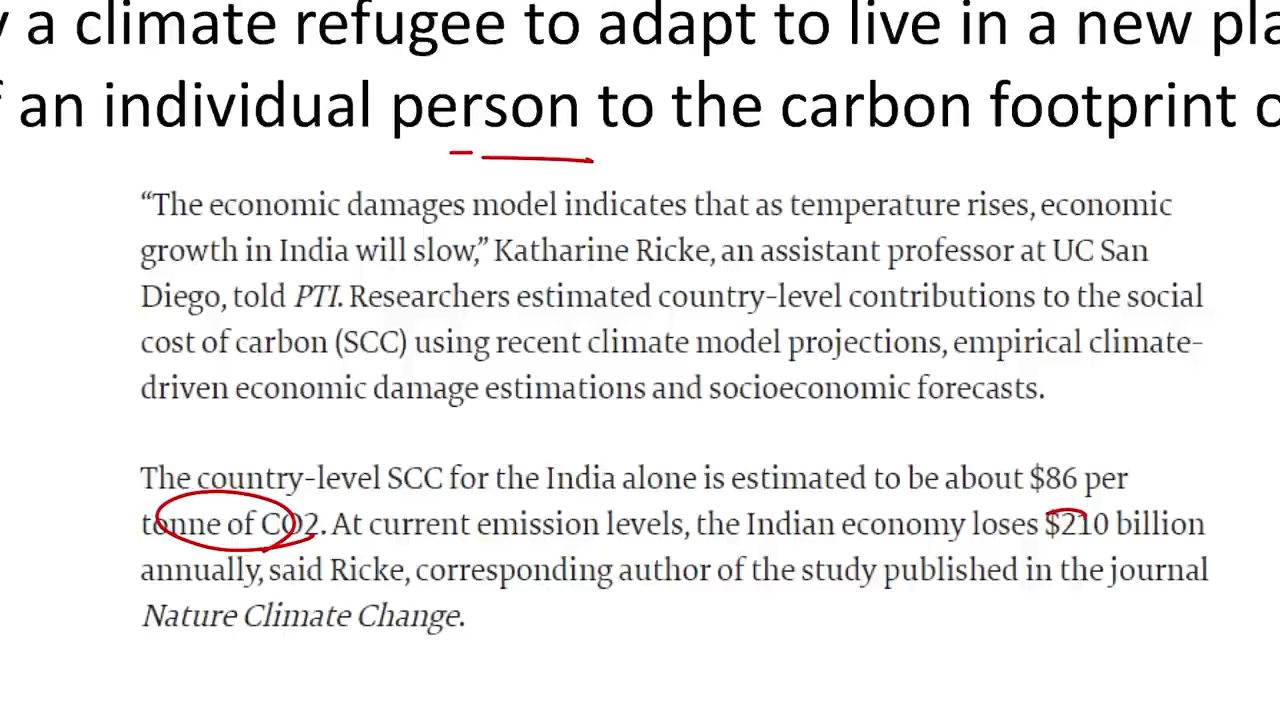 a climate refugee to adapt to live in a new
an individual person to the carbon footprint
“The economic damages model indicates that as temperature rises, economic
growth in India will slow,” Katharine Ricke, an assistant professor at UC San
Diego, told PTI. Researchers estimated country-level contributions to the social
cost of carbon (SCC) using recent climate model projections, empirical climate-
driven economic damage estimations and socioeconomic forecasts.
The country-level SCC for the India alone is estimated to be about $86 per
tonne of CO2. At current emission levels, the Indian economy loses $210 billion
annually, said Ricke, corresponding author of the study published in the journal
Nature Climate Change.